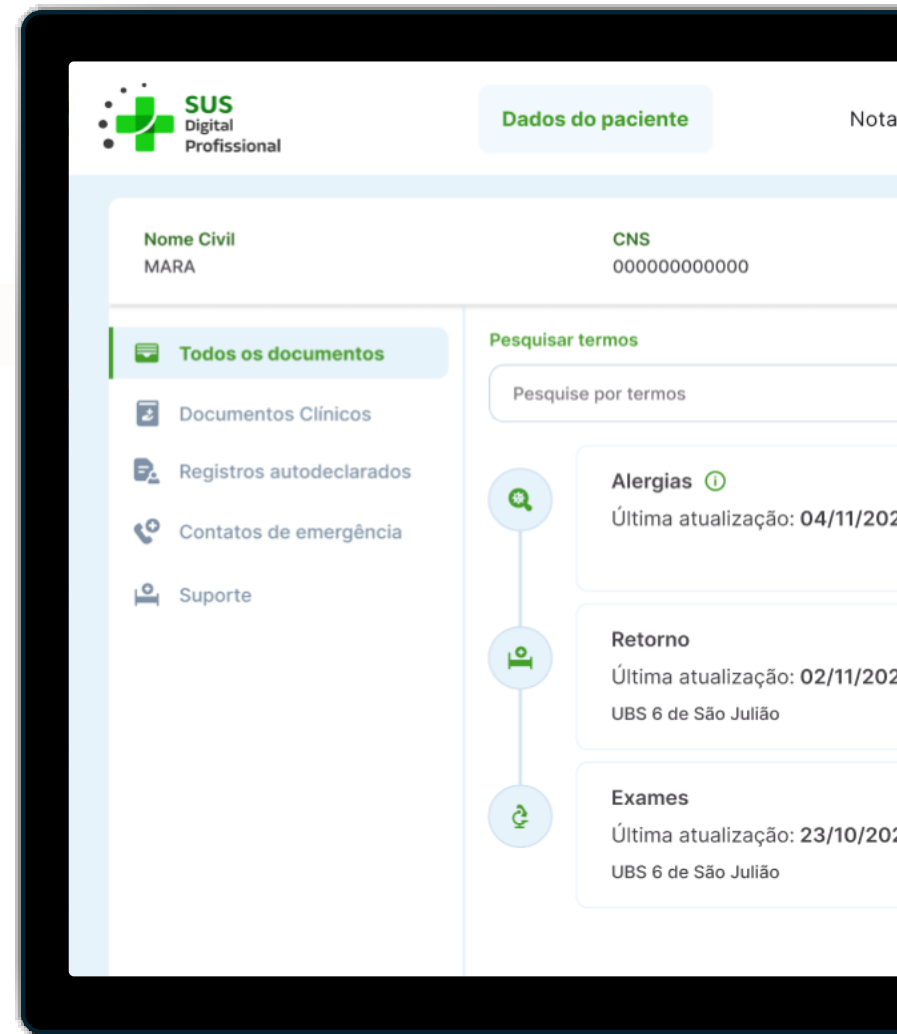 SUS
Digital
Profissional
Dados do paciente
Nota
Nome Civil
MARA
CNS
000000000000
Todos os documentos
Documentos Clínicos
Registros autodeclarados
Contatos de emergência
Suporte
Pesquisar termos
Pesquise por termos
Alergias
Última atualização: 04/11/202
Retorno
Última atualização: 02/11/202
UBS 6 de São Julião
Exames
Última atualização: 23/10/202
UBS 6 de São Julião